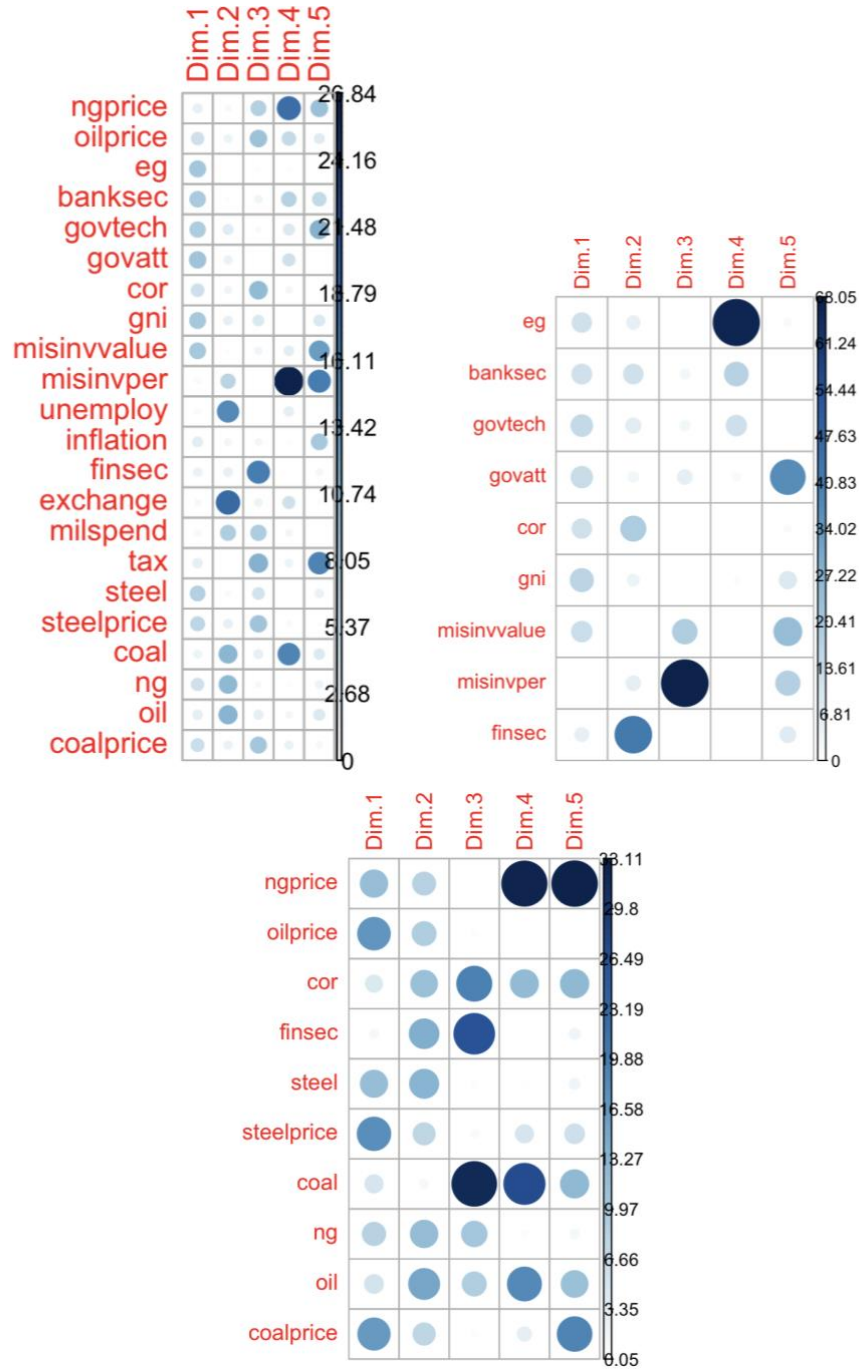 Dim.1 Dim.2 Dim.3 Dim.4 Dim.5
ngprice
oilprice
eg
banksec
govtech
govatt
cor
gni
misinvvalue
misinvper
unemploy
inflation
finsec
exchange
milspend
tax
steel
steelprice
coal
ng
oil
coalprice
26.84
24.16
21.48
18.79
16.11
13.42
10.74
8.05
5.37
2.68
0
Dim.1 Dim.2 Dim.3 Dim.4 Dim.5
eg
banksec
govtech
govatt
cor
gni
misinvvalue
misinvper
finsec
68.05
61.24
54.44
47.63
40.83
34.02
27.22
20.41
13.61
6.81
0
Dim.1 Dim.2 Dim.3 Dim.4 Dim.5
ngprice
oilprice
cor
finsec
steel
steelprice
coal
ng
oil
coalprice
33.11
29.8
26.49
23.19
19.88
16.58
13.27
9.97
6.66
3.35
0.05